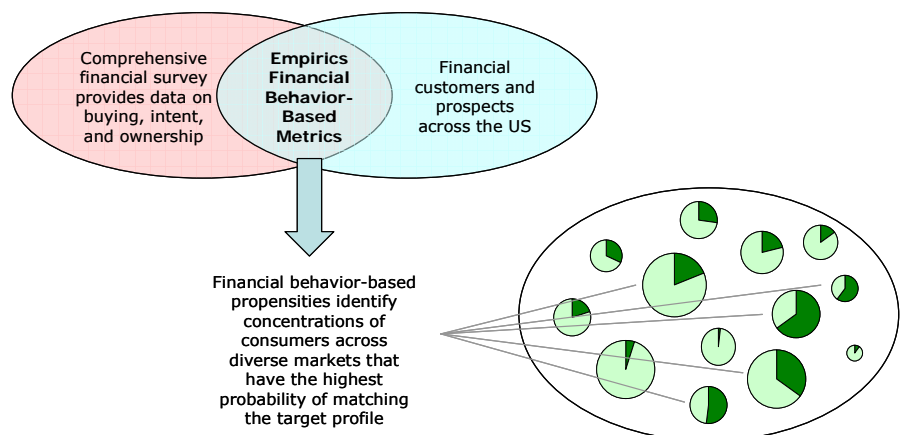 Comprehensive
financial survey
provides data on
buying, intent,
and ownership
Empirics
Financial
Behavior-
Based
Metrics
Financial
customers and
prospects
across the US
Financial behavior-based
propensities identify
concentrations of
consumers across
diverse markets that
have the highest
probability of matching
the target profile